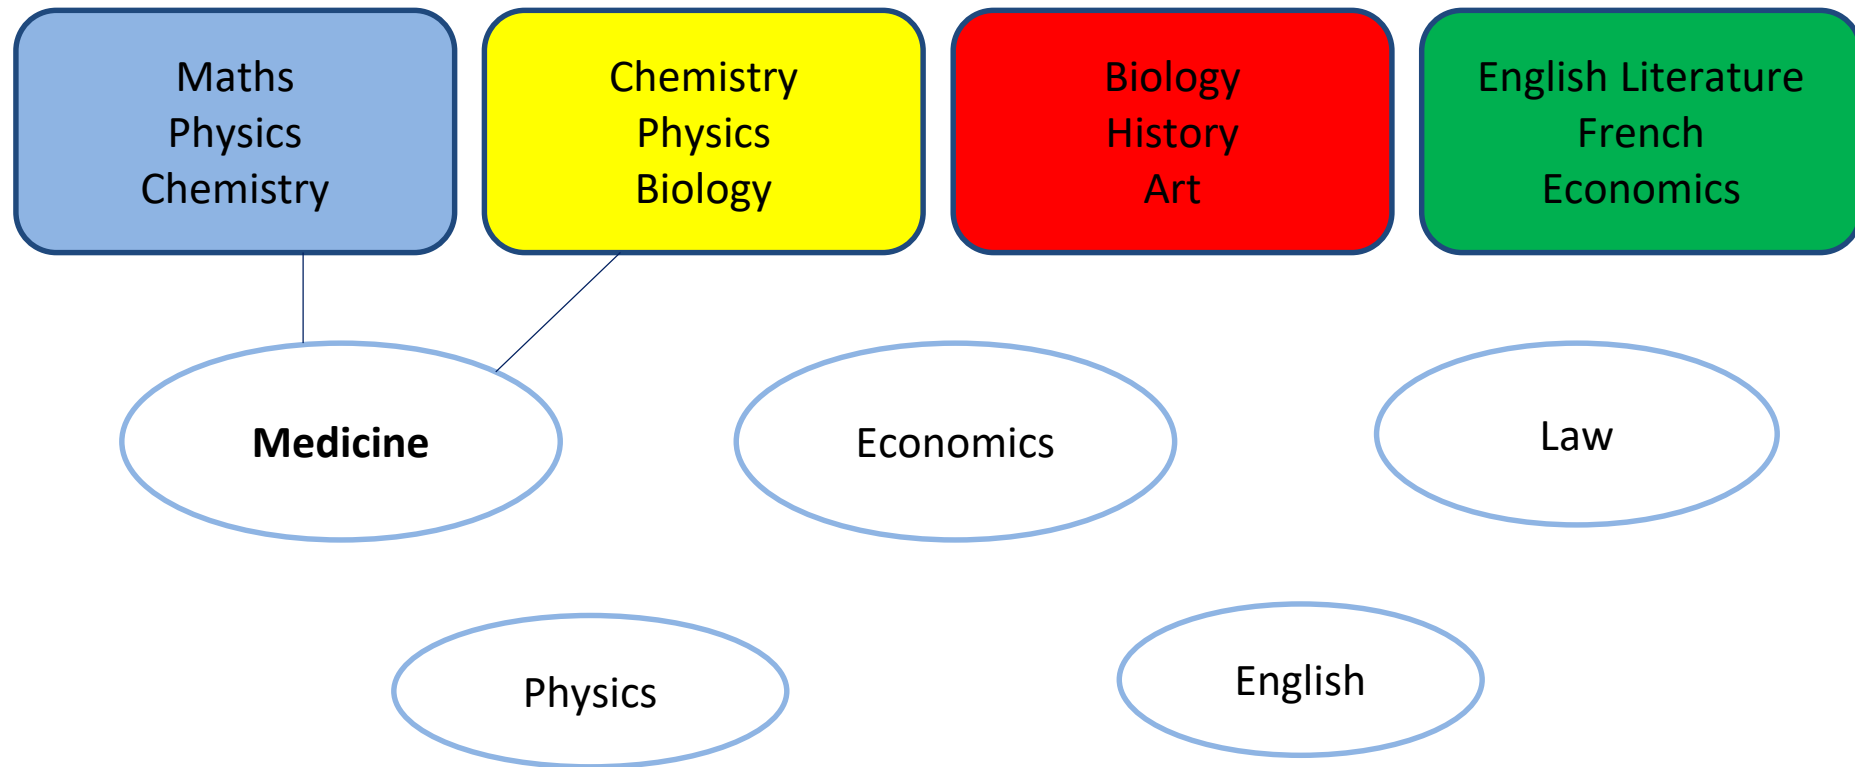 Maths
Physics
Chemistry
Chemistry
Physics
Biology
Biology
History
Art
English Literature
French
Economics
Medicine
Economics
Law
Physics
English